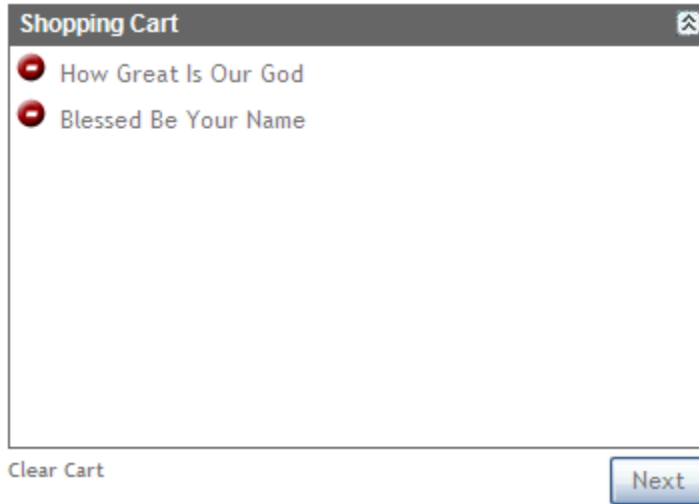 Shopping Cart
How Great Is Our God
Blessed Be Your Name
Clear Cart
Next